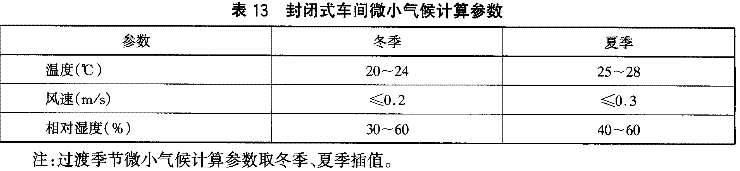 表 13 封闭式车间微小气候计算参数
参数 冬季 夏季
温度(℃) 20～24 25～28
风速(m/s) ≤0.2 ≤0.3
相对湿度(%) 30～60 40～60
注:过渡季节微小气候计算参数取冬季、夏季插值。